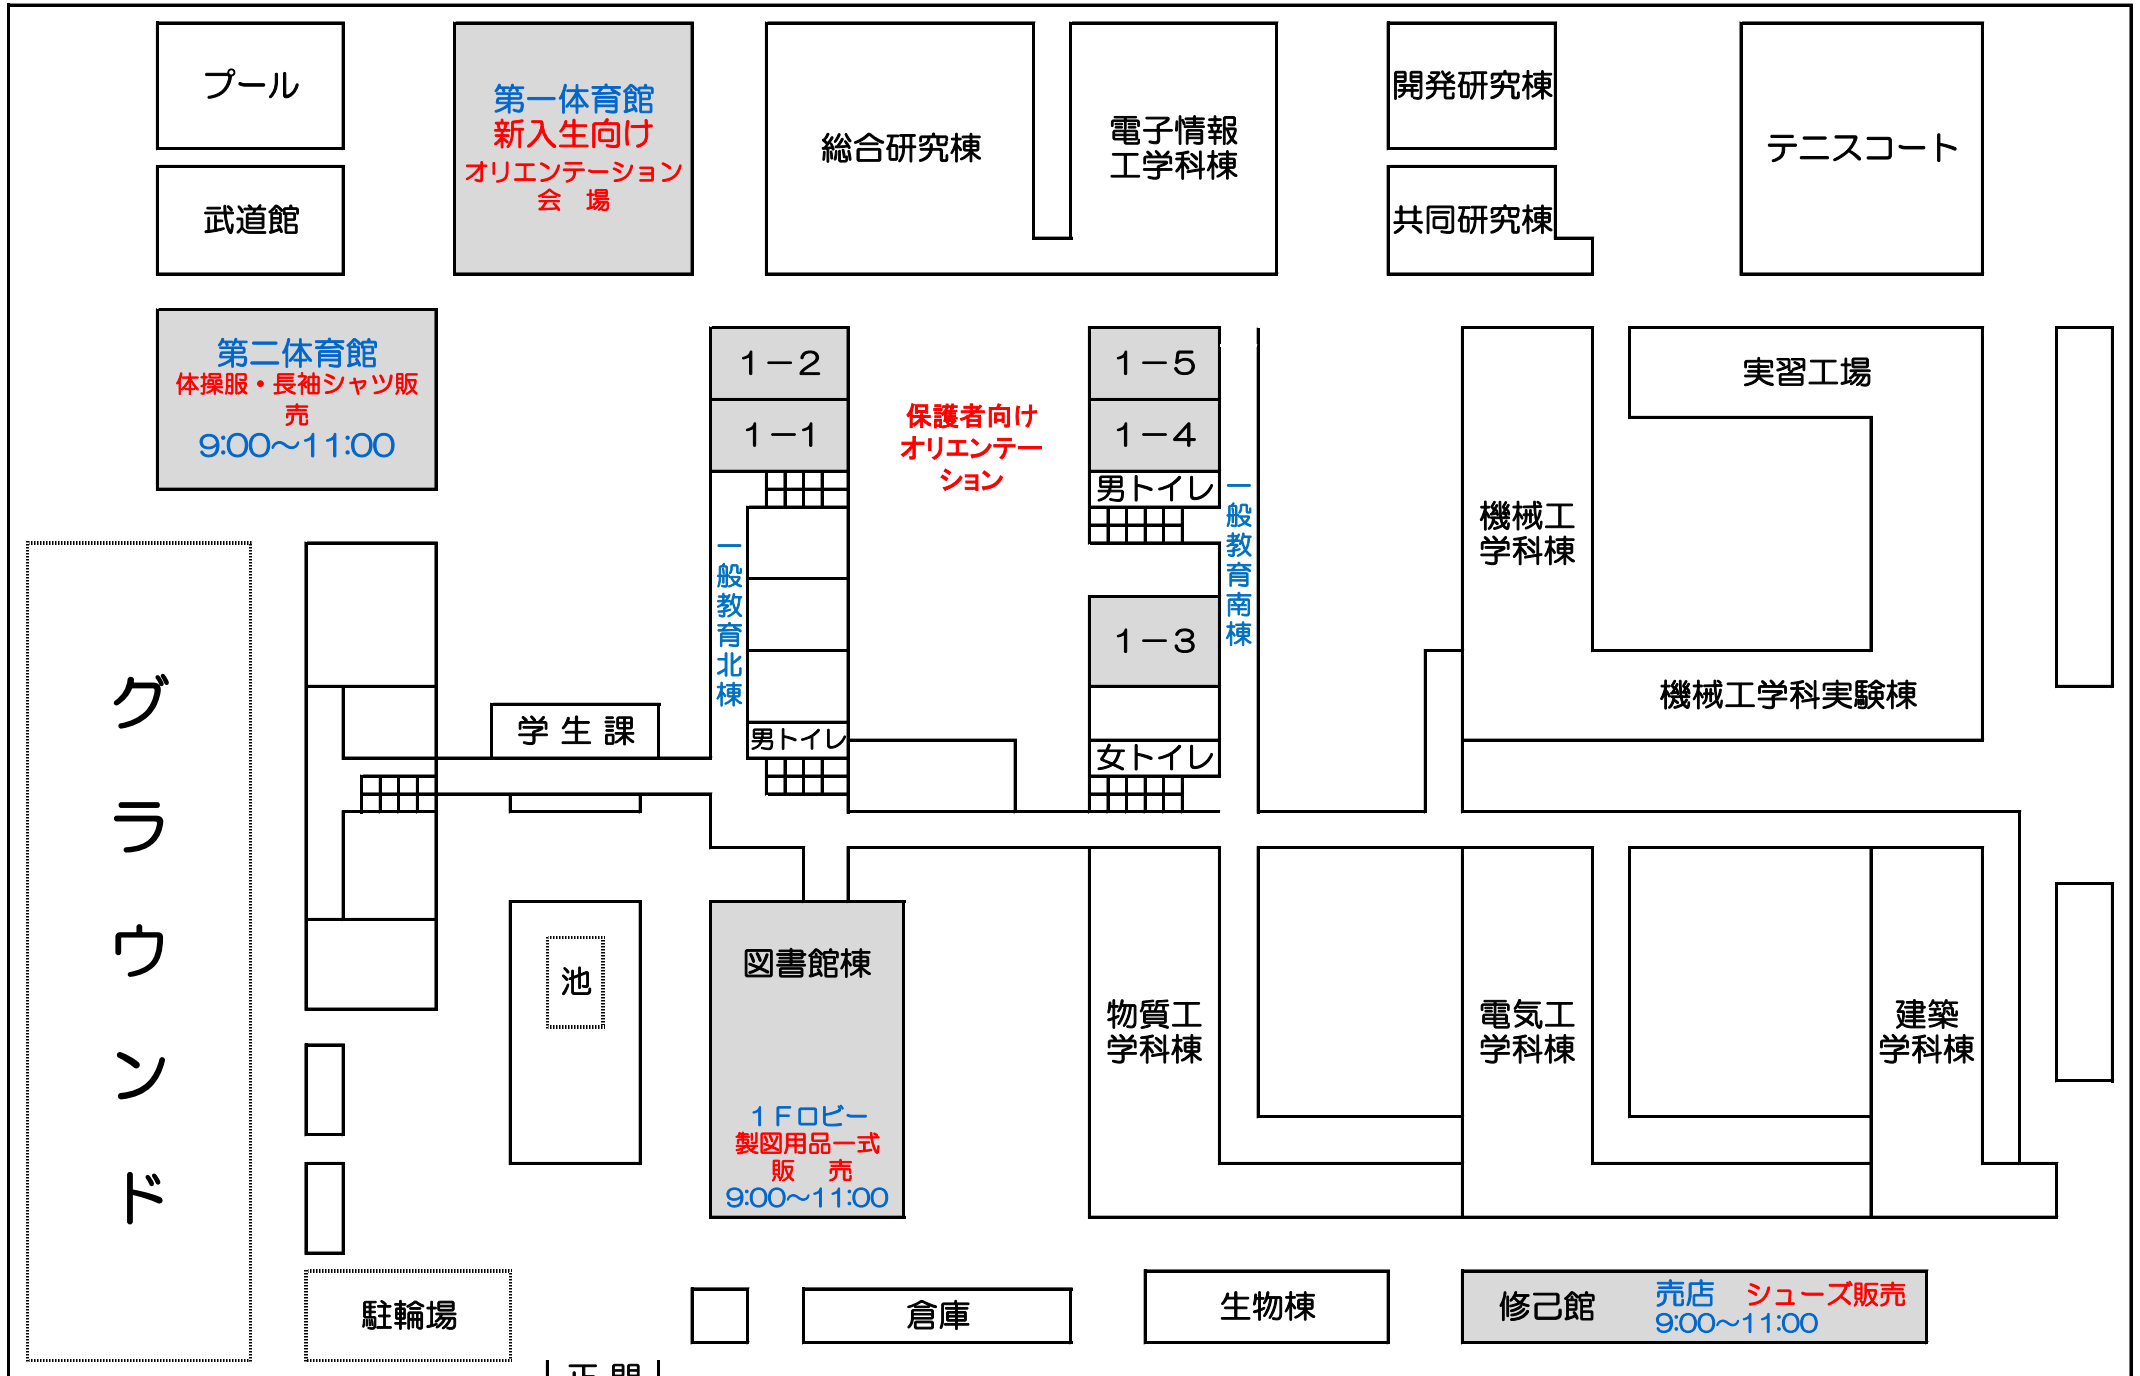 プール
第一体育館
新入生向け
オリエンテーション
会 場
総合研究棟
電子情報
工学科棟
開発研究棟
テニスコート
武道館
共同研究棟
第二体育館
体操服・長袖シャツ販
売
9:00～11:00
1－2
1－1
保護者向け
オリエンテー
ション
1－5
1－4
男トイレ
一般教育南棟
1－3
女トイレ
一般教育北棟
男トイレ
機械工
学科棟
実習工場
機械工学科実験棟
グラウンド
学生課
池
図書館棟
1Fロビー
製図用品一式
販 売
9:00～11:00
物質工
学科棟
電気工
学科棟
建築
学科棟
駐輪場
倉庫
生物棟
修己館
売店 シューズ販売
9:00～11:00